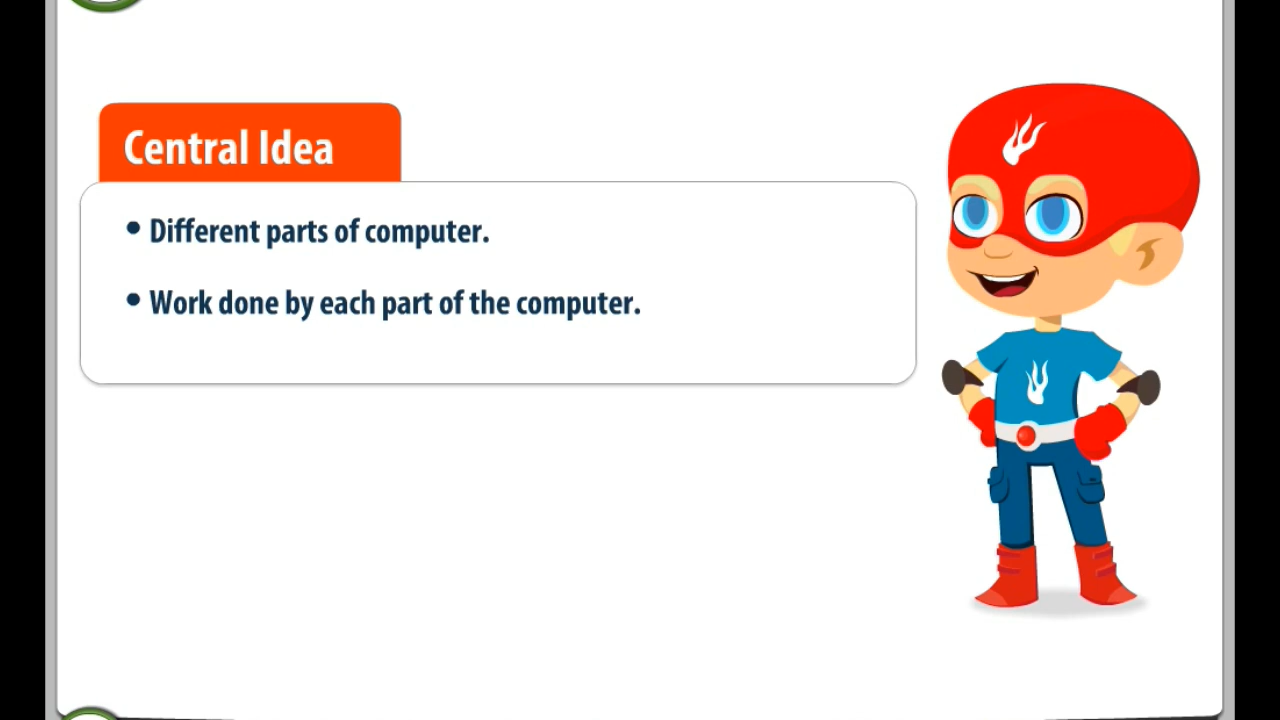 Central Idea
• Different parts of computer.
• Work done by each part of the computer.